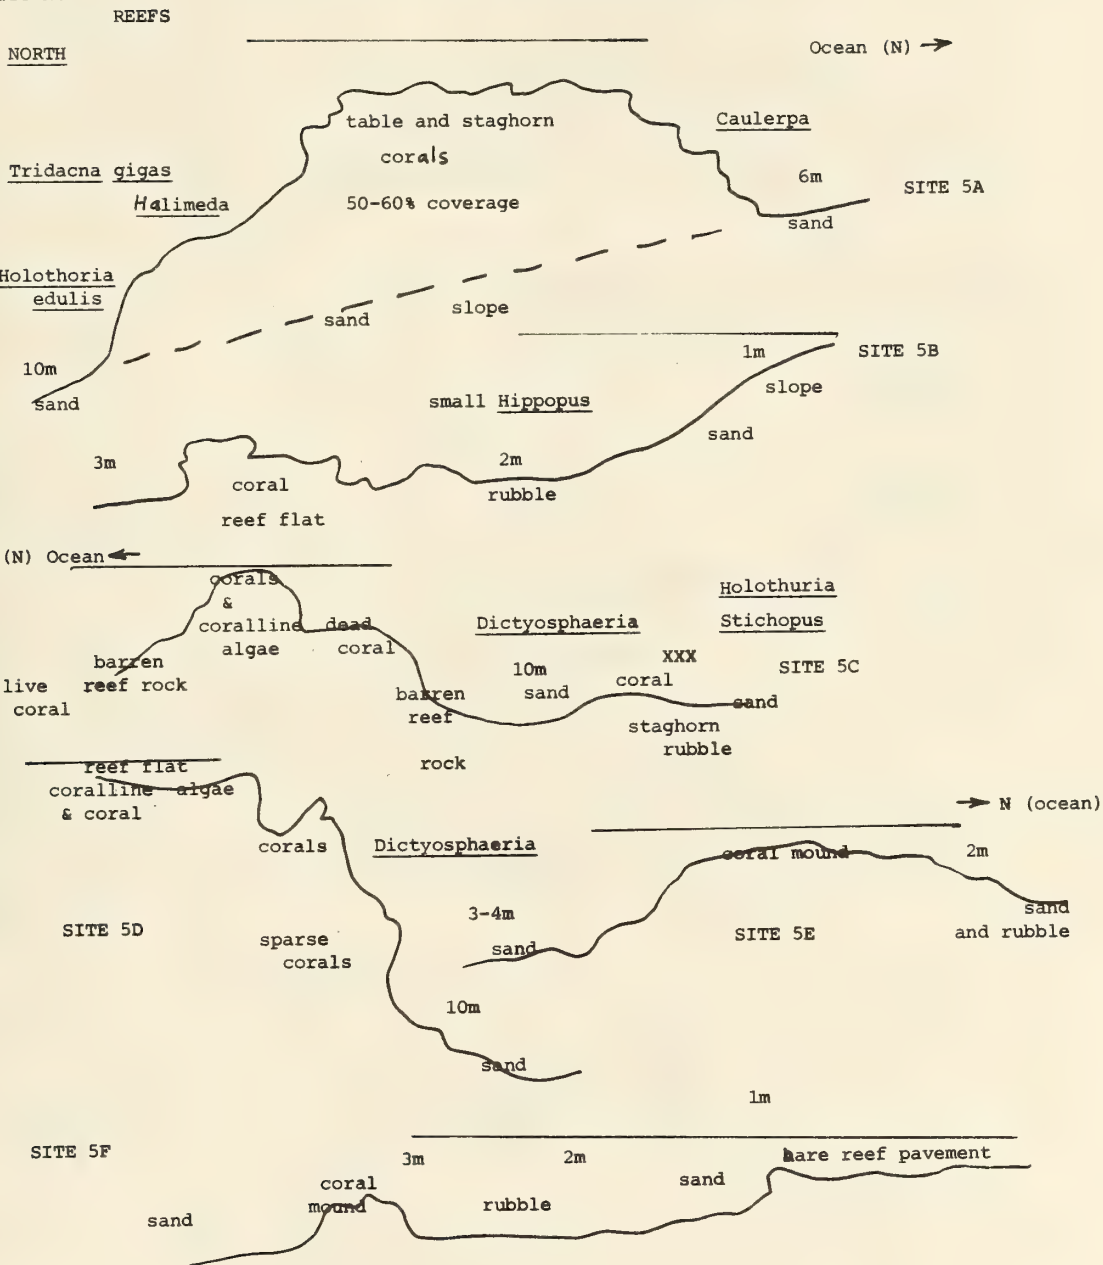 REEFS
NORTH
Ocean (N) →
table and staghorn
corals
50-60% coverage
Caulerpa
6m
sand
SITE 5A
Tridacna gigas
Halimeda
Holothoria
edulis
sand
slope
10m
sand
1m
SITE 5B
slope
small Hippopus
sand
3m
2m
coral
rubble
reef flat
(N) Ocean ←
corals
&
coralline
algae
dead
coral
Holothuria
Stichopus
Dictyosphaeria
XXX
barren
reef rock
live
coral
10m
sand
coral
SITE 5C
barren
reef
rock
sand
staghorn
rubble
reef flat
coralline algae
& coral
→ N (ocean)
corals
Dictyosphaeria
coral mound
2m
3-4m
sand
sand
and rubble
SITE 5D
SITE 5E
sparse
corals
10m
sand
1m
SITE 5F
3m
2m
bare reef pavement
sand
coral
mound
rubble
sand